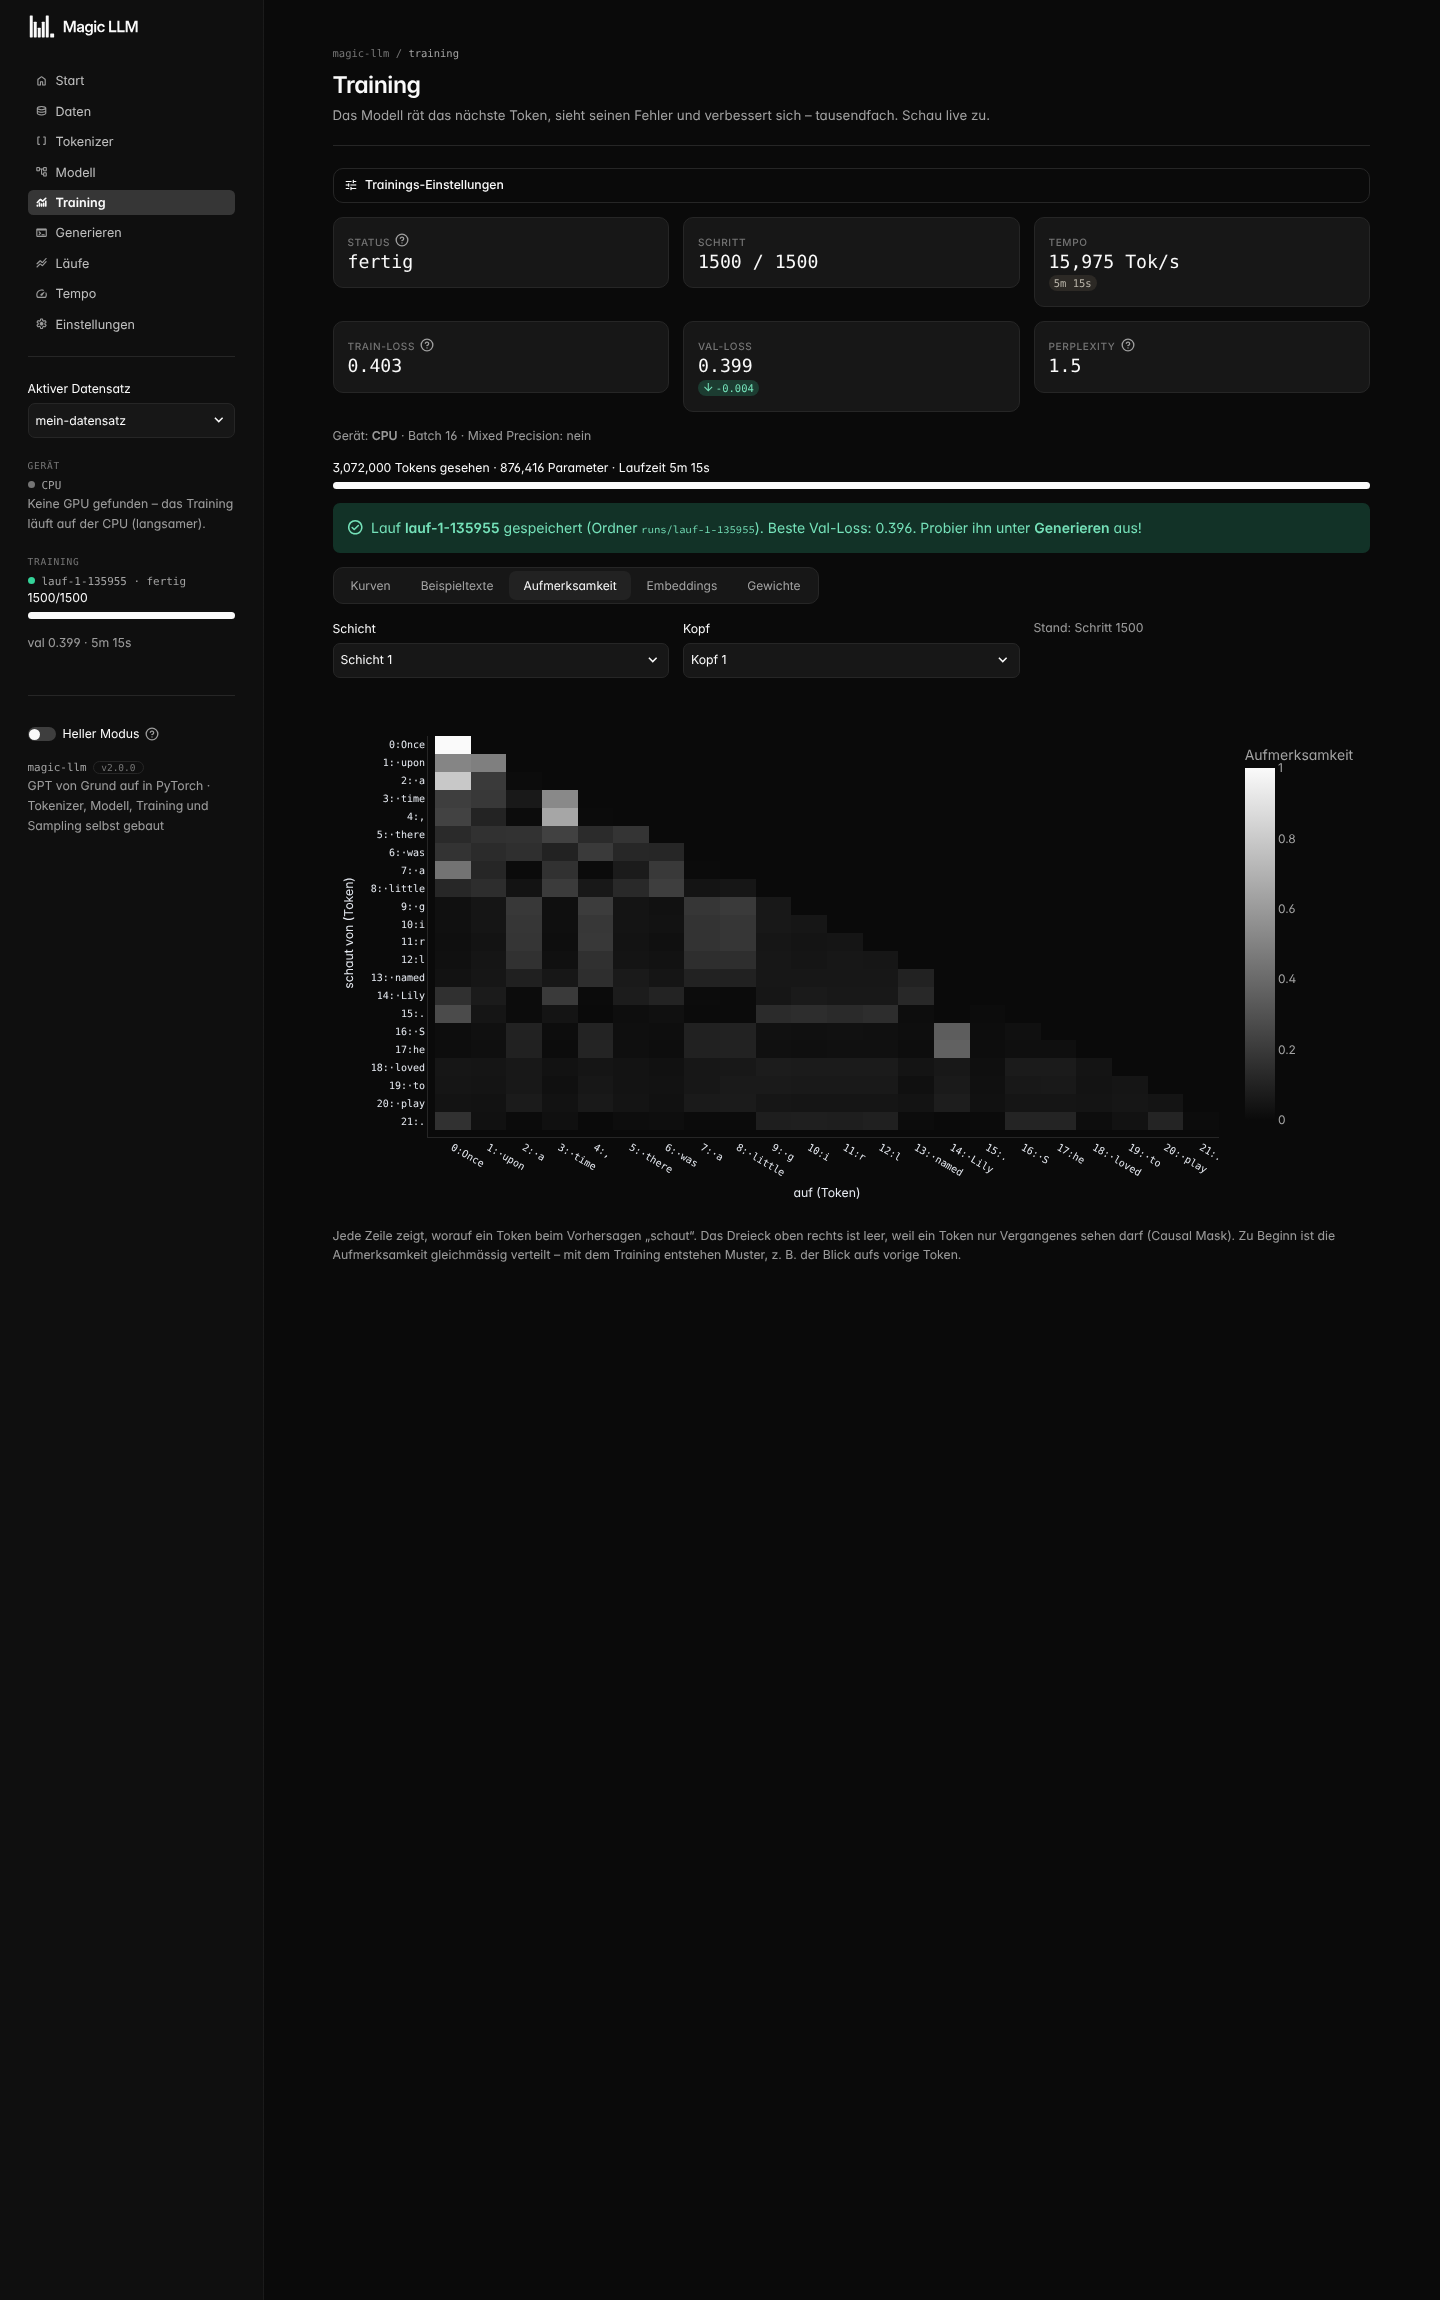 Magic LLM
Start
Daten
Tokenizer
Modell
Training
Generieren
Läufe
Tempo
Einstellungen
Aktiver Datensatz
mein-datensatz
GERÄT
CPU
Keine GPU gefunden – das Training
läuft auf der CPU (langsamer).
TRAINING
lauf-1-135955 · fertig
1500/1500
val 0.399 · 5m 15s
Heller Modus
magic-llm v2.0.0
GPT von Grund auf in PyTorch ·
Tokenizer, Modell, Training und
Sampling selbst gebaut
magic-llm / training
Training
Das Modell rät das nächste Token, sieht seinen Fehler und verbessert sich – tausendfach. Schau live zu.
Trainings-Einstellungen
STATUS
fertig
SCHRITT
1500 / 1500
TEMPO
15,975 Tok/s
5m 15s
TRAIN-LOSS
0.403
VAL-LOSS
0.399
-0.004
PERPLEXITY
1.5
Gerät: CPU · Batch 16 · Mixed Precision: nein
3,072,000 Tokens gesehen · 876,416 Parameter · Laufzeit 5m 15s
Lauf lauf-1-135955 gespeichert (Ordner runs/lauf-1-135955). Beste Val-Loss: 0.396. Probier ihn unter Generieren aus!
Kurven Beispieltexte Aufmerksamkeit Embeddings Gewichte
Schicht
Schicht 1
Kopf
Kopf 1
Stand: Schritt 1500
schaut von (Token)
0:Once
1:·upon
2:·a
3:·time
4:,
5:·there
6:·was
7:·a
8:·little
9:·g
10:i
11:r
12:l
13:·named
14:·Lily
15:.
16:·S
17:he
18:·loved
19:·to
20:·play
21:.
0:Once 1:·upon 2:·a 3:·time 4:, 5:·there 6:·was 7:·a 8:·little 9:·g 10:i 11:r 12:l 13:·named 14:·Lily 15:. 16:·S 17:he 18:·loved 19:·to 20:·play 21:.
auf (Token)
Aufmerksamkeit
1
0.8
0.6
0.4
0.2
0
Jede Zeile zeigt, worauf ein Token beim Vorhersagen „schaut“. Das Dreieck oben rechts ist leer, weil ein Token nur Vergangenes sehen darf (Causal Mask). Zu Beginn ist die
Aufmerksamkeit gleichmässig verteilt – mit dem Training entstehen Muster, z. B. der Blick aufs vorige Token.